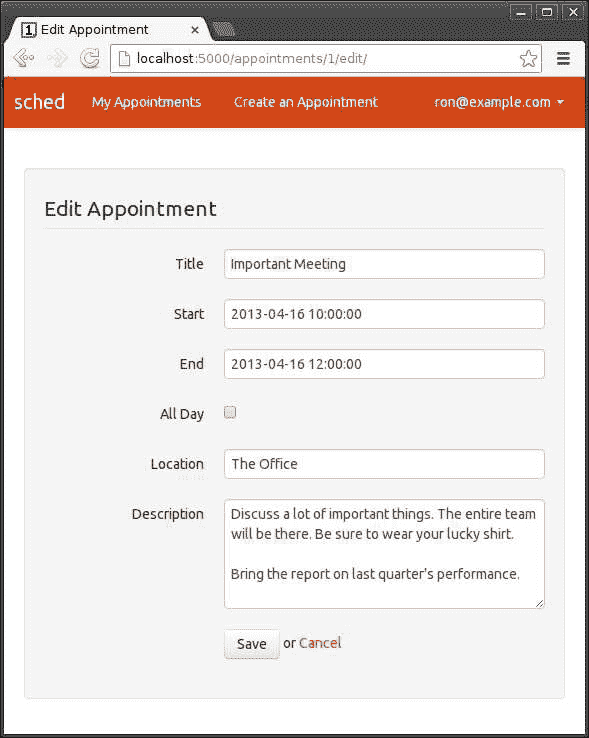 1 Edit Appointment
localhost:5000/appointments/1/edit/
sched My Appointments Create an Appointment ron@example.com
Edit Appointment
Title Important Meeting
Start 2013-04-16 10:00:00
End 2013-04-16 12:00:00
All Day
Location The Office
Description Discuss a lot of important things. The entire team
will be there. Be sure to wear your lucky shirt.
Bring the report on last quarter's performance.
Save or Cancel